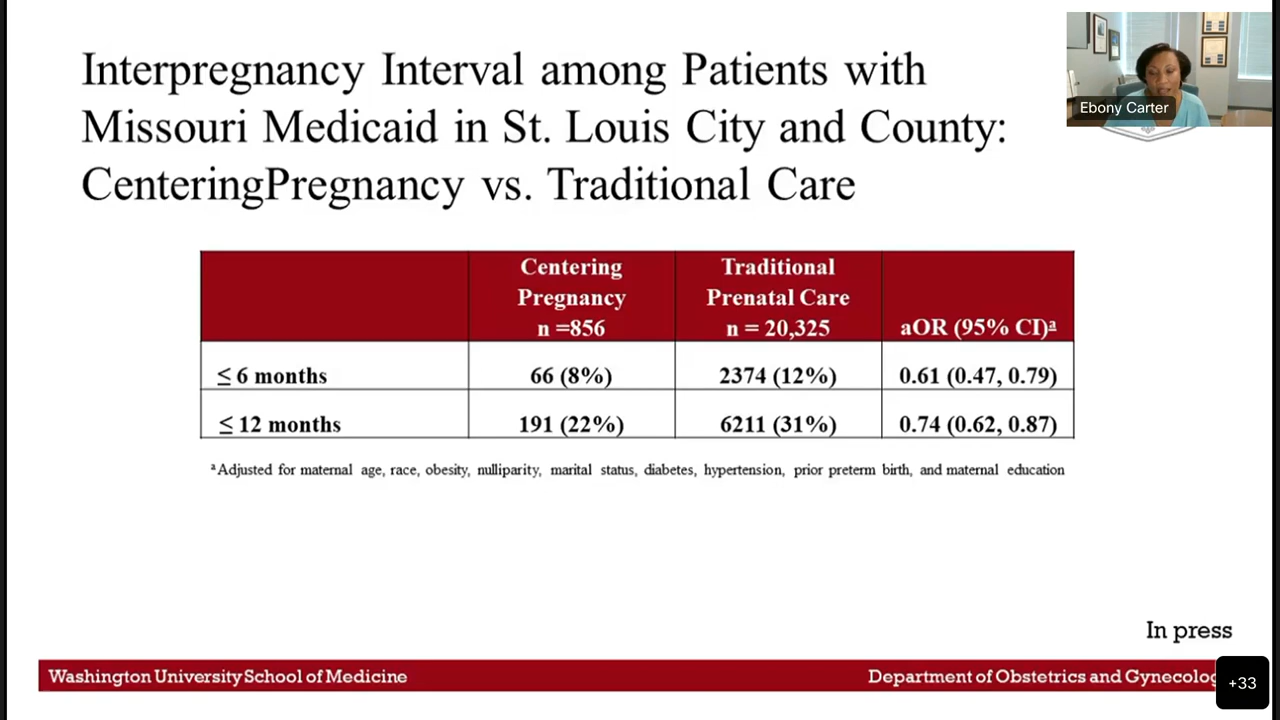 Interpregnancy Interval among Patients with
Missouri Medicaid in St. Louis City and County:
CenteringPregnancy vs. Traditional Care
Ebony Carter
Centering
Pregnancy
n =856
Traditional
Prenatal Care
n = 20,325
aOR (95% CI)ª
≤ 6 months
66 (8%)
2374 (12%)
0.61 (0.47, 0.79)
≤ 12 months
191 (22%)
6211 (31%)
0.74 (0.62, 0.87)
ª Adjusted for maternal age, race, obesity, nulliparity, marital status, diabetes, hypertension, prior preterm birth, and maternal education
In press
Washington University School of Medicine
Department of Obstetrics and Gynecolog
+33